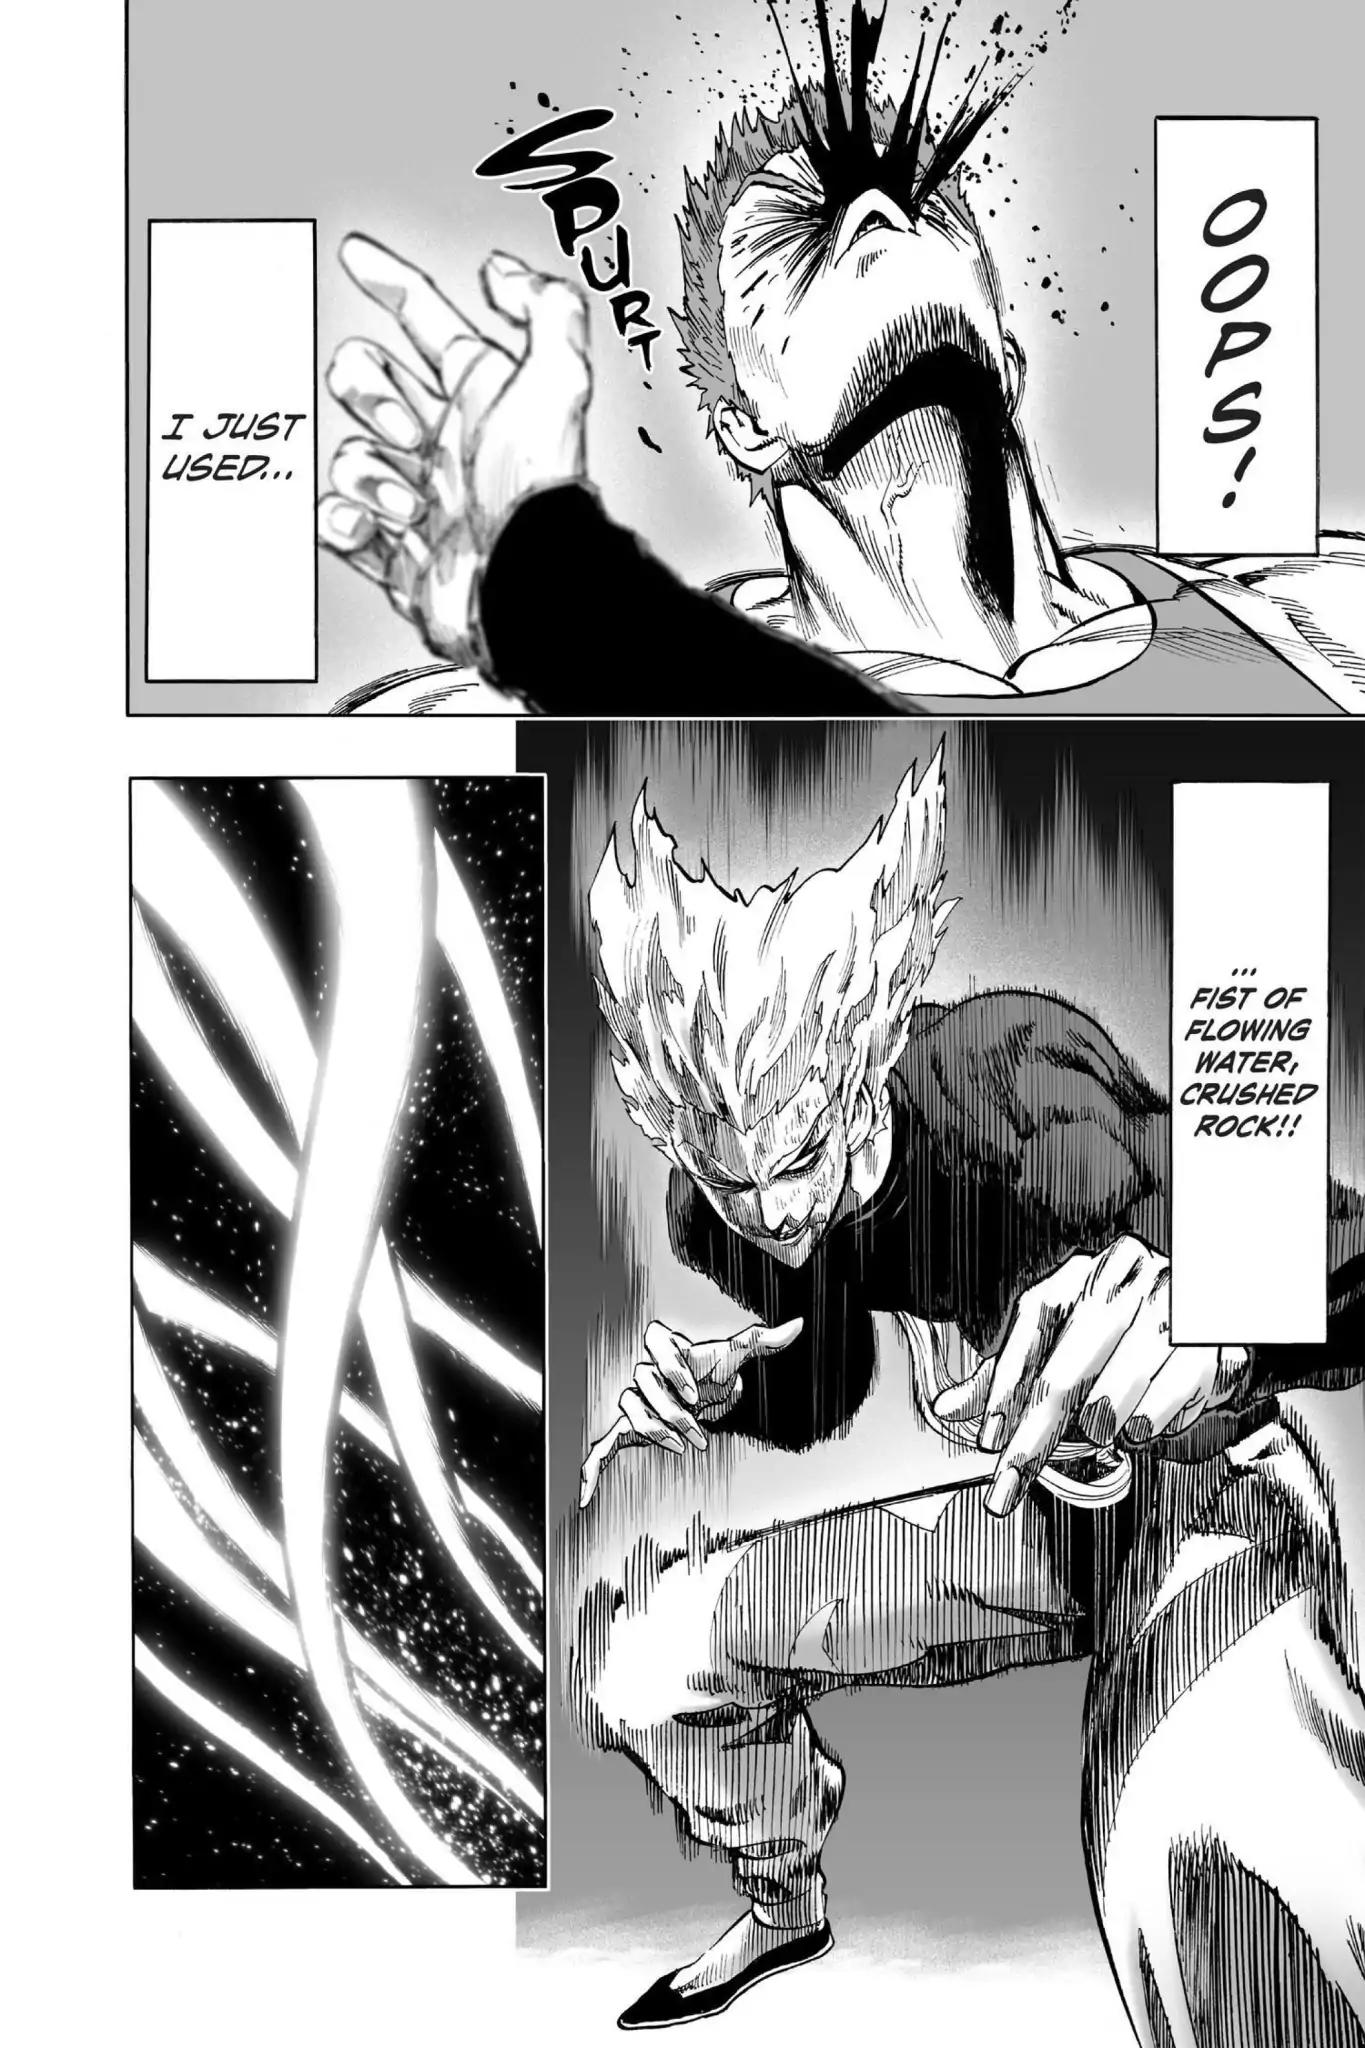 OOPS!
SPURT..
I JUST
USED...
...
FIST OF
FLOWING
WATER,
CRUSHED
ROCK!!